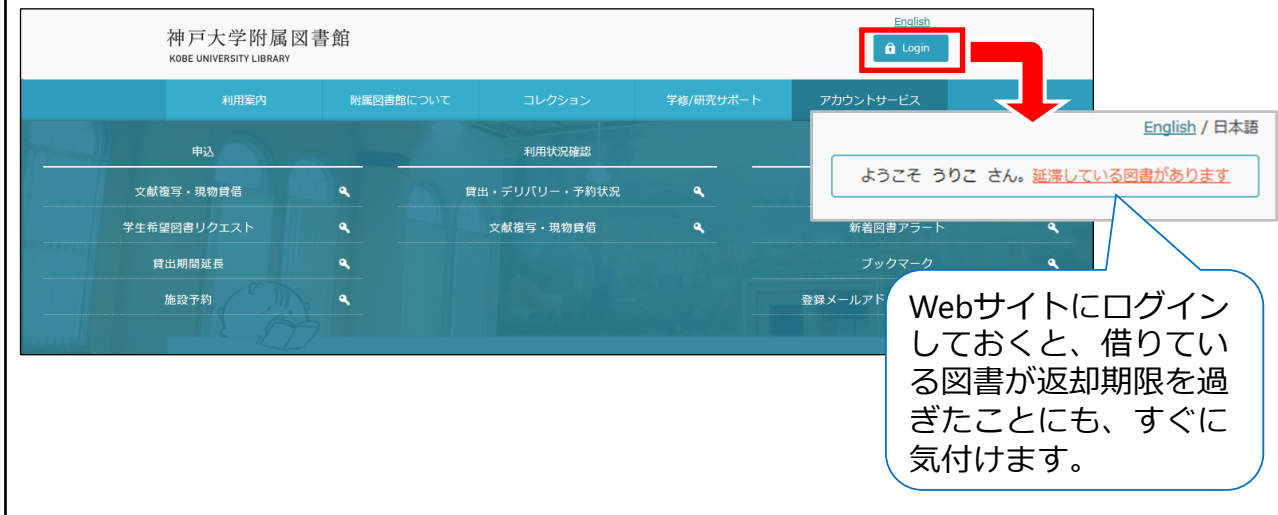 English
神戸大学附属図書館
KOBE UNIVERSITY LIBRARY
Login
利用案内
附属図書館について
コレクション
学修/研究サポート
アカウントサービス
English / 日本語
ようこそ うりこ さん。延滞している図書があります
申込
文献複写・現物貸借
学生希望図書リクエスト
貸出期間延長
施設予約
利用状況確認
貸出・デリバリー・予約状況
文献複写・現物貸借
新着図書アラート
ブックマーク
登録メールアド
Webサイトにログイン
しておくと、借りてい
る図書が返却期限を過
ぎたことにも、すぐに
気付けます。